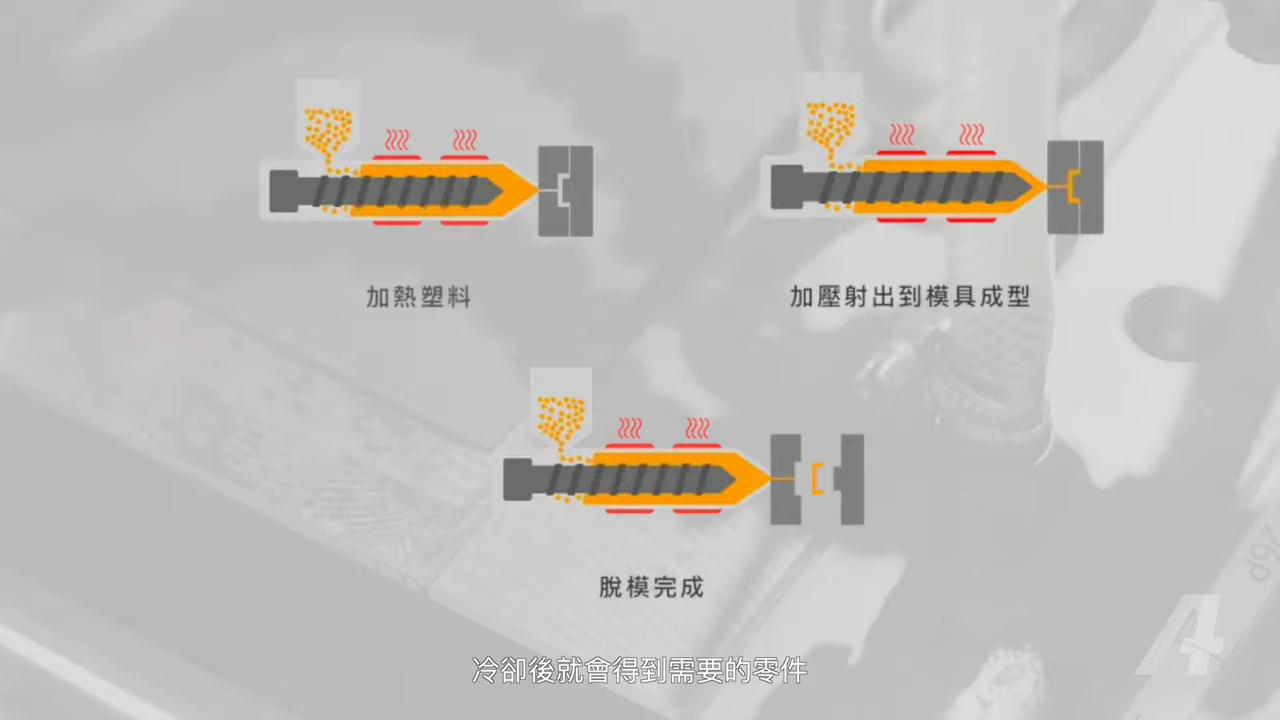 加熱塑料
加壓射出到模具成型
脫模完成
冷卻後就會得到需要的零件